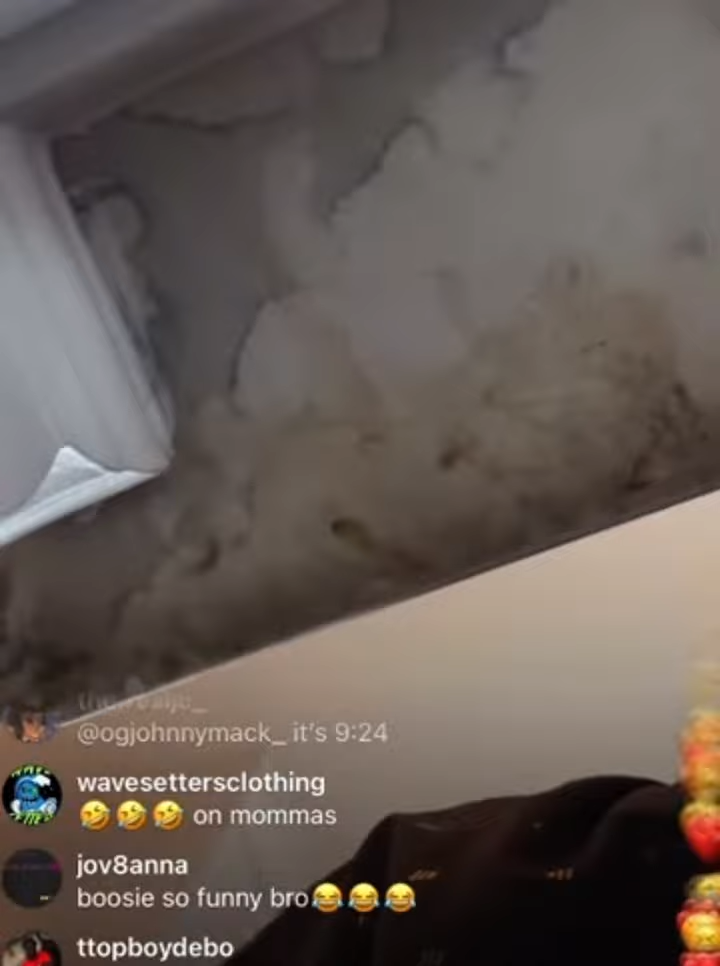 @ogjohnnymack_ it's 9:24
wavesettersclothing
🤣🤣🤣 on mommas
jov8anna
boosie so funny bro😂😂😂
ttopboydebo